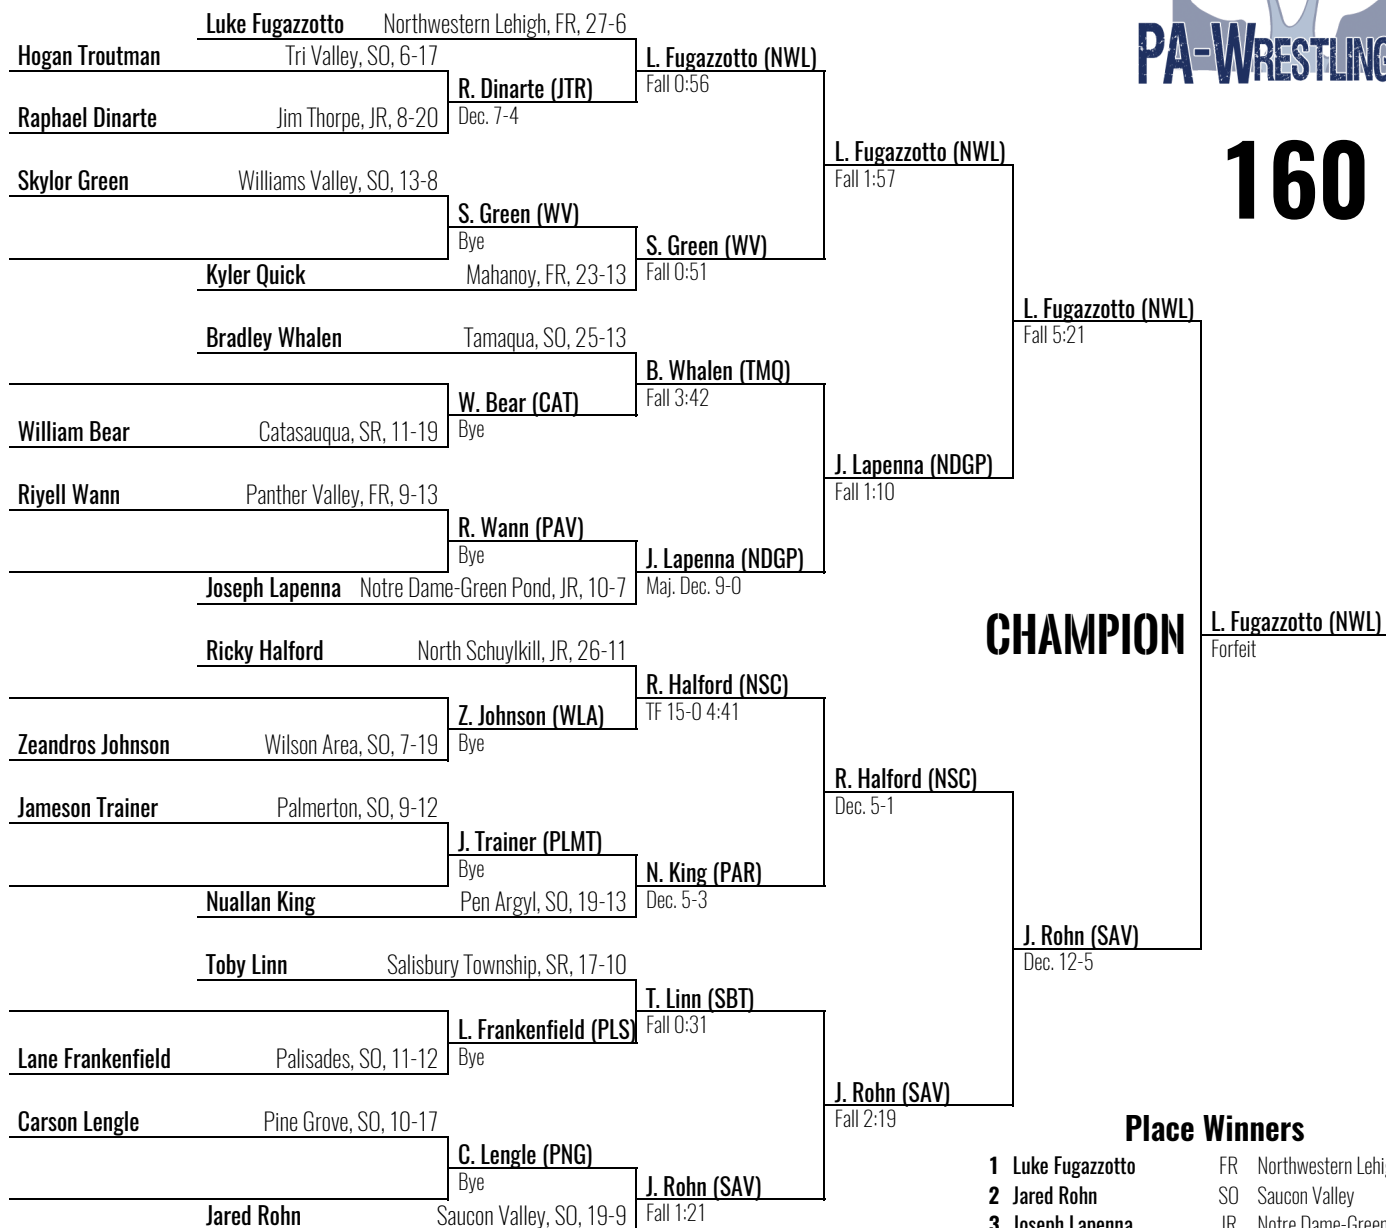 Luke Fugazzotto Northwestern Lehigh, FR, 27-6
Hogan Troutman Tri Valley, SO, 6-17
L. Fugazzotto (NWL)
Fall 0:56
R. Dinarte (JTR)
Dec. 7-4
Raphael Dinarte Jim Thorpe, JR, 8-20
PA-WRESTLING
160
L. Fugazzotto (NWL)
Fall 1:57
Skylor Green Williams Valley, SO, 13-8
S. Green (WV)
Bye
S. Green (WV)
Fall 0:51
Kyler Quick Mahanoy, FR, 23-13
L. Fugazzotto (NWL)
Fall 5:21
Bradley Whalen Tamaqua, SO, 25-13
B. Whalen (TMQ)
Fall 3:42
W. Bear (CAT)
Bye
William Bear Catasauqua, SR, 11-19
J. Lapenna (NDGP)
Fall 1:10
Riyell Wann Panther Valley, FR, 9-13
R. Wann (PAV)
Bye
J. Lapenna (NDGP)
Maj. Dec. 9-0
Joseph Lapenna Notre Dame-Green Pond, JR, 10-7
CHAMPION
L. Fugazzotto (NWL)
Forfeit
Ricky Halford North Schuylkill, JR, 26-11
R. Halford (NSC)
TF 15-0 4:41
Z. Johnson (WLA)
Bye
Zeandros Johnson Wilson Area, SO, 7-19
R. Halford (NSC)
Dec. 5-1
Jameson Trainer Palmerton, SO, 9-12
J. Trainer (PLMT)
Bye
N. King (PAR)
Dec. 5-3
Nuallan King Pen Argyl, SO, 19-13
J. Rohn (SAV)
Dec. 12-5
Toby Linn Salisbury Township, SR, 17-10
T. Linn (SBT)
Fall 0:31
L. Frankenfield (PLS)
Bye
Lane Frankenfield Palisades, SO, 11-12
J. Rohn (SAV)
Fall 2:19
Carson Lengle Pine Grove, SO, 10-17
C. Lengle (PNG)
Bye
J. Rohn (SAV)
Fall 1:21
Jared Rohn Saucon Valley, SO, 19-9
Place Winners
1 Luke Fugazzotto FR Northwestern Lehi
2 Jared Rohn SO Saucon Valley
3 Joseph Lapenna JR Notre Dame-Green